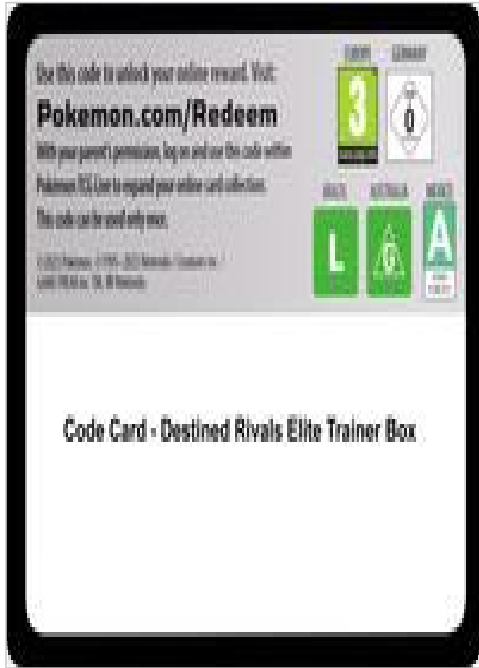 Use this code to unlock your online reward. Visit:
Pokemon.com/Redeem
With your parent's permission, log on and use this code within
Pokémon TCG Live to expand your online card collection.
This code can be used only once.
EUROPE GERMANY
3
0
BRAZIL AUSTRALIA MEXICO
L
G
A
Code Card - Destined Rivals Elite Trainer Box